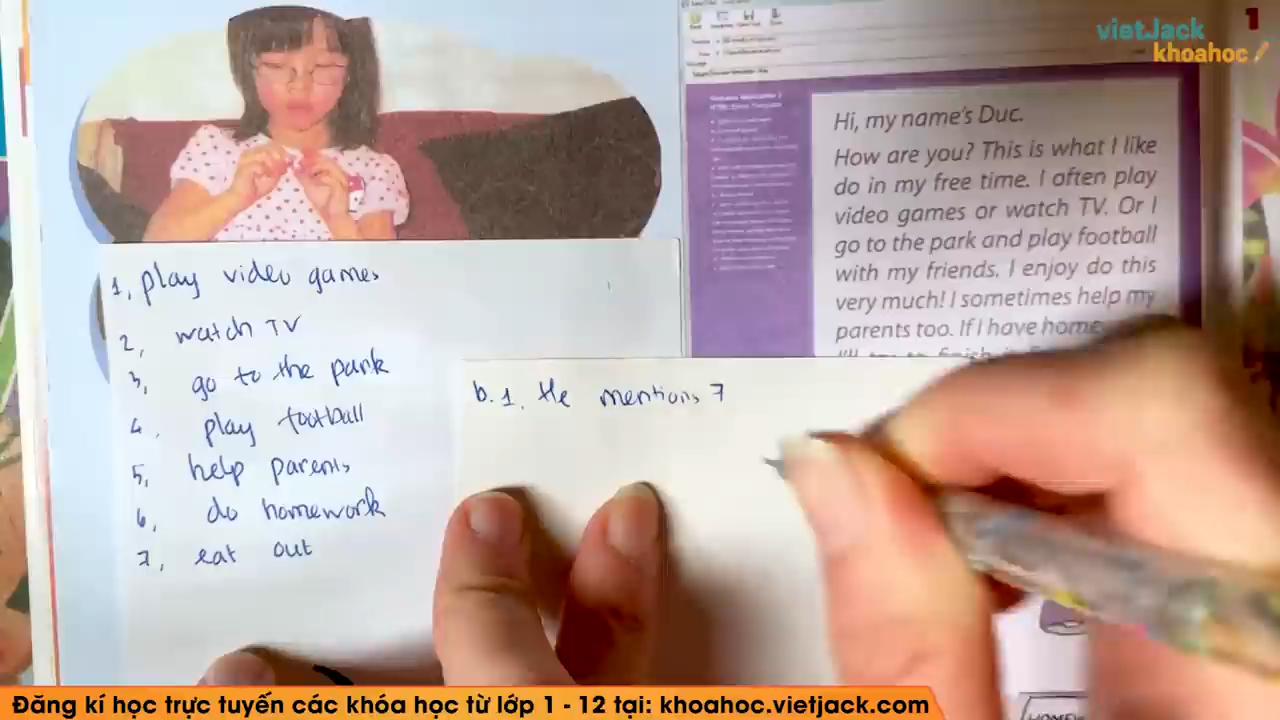 vietJack
khoahoc
1
Hi, my name's Duc.
How are you? This is what I like
do in my free time. I often play
video games or watch TV. Or I
go to the park and play football
with my friends. I enjoy do this
very much! I sometimes help my
parents too. If I have home
1, play video games
2, watch TV
3, go to the park
4, play football
5, help parents
6, do homework
7, eat out
b. 1, He mentions 7
Đăng kí học trực tuyến các khóa học từ lớp 1 - 12 tại: khoahoc.vietjack.com